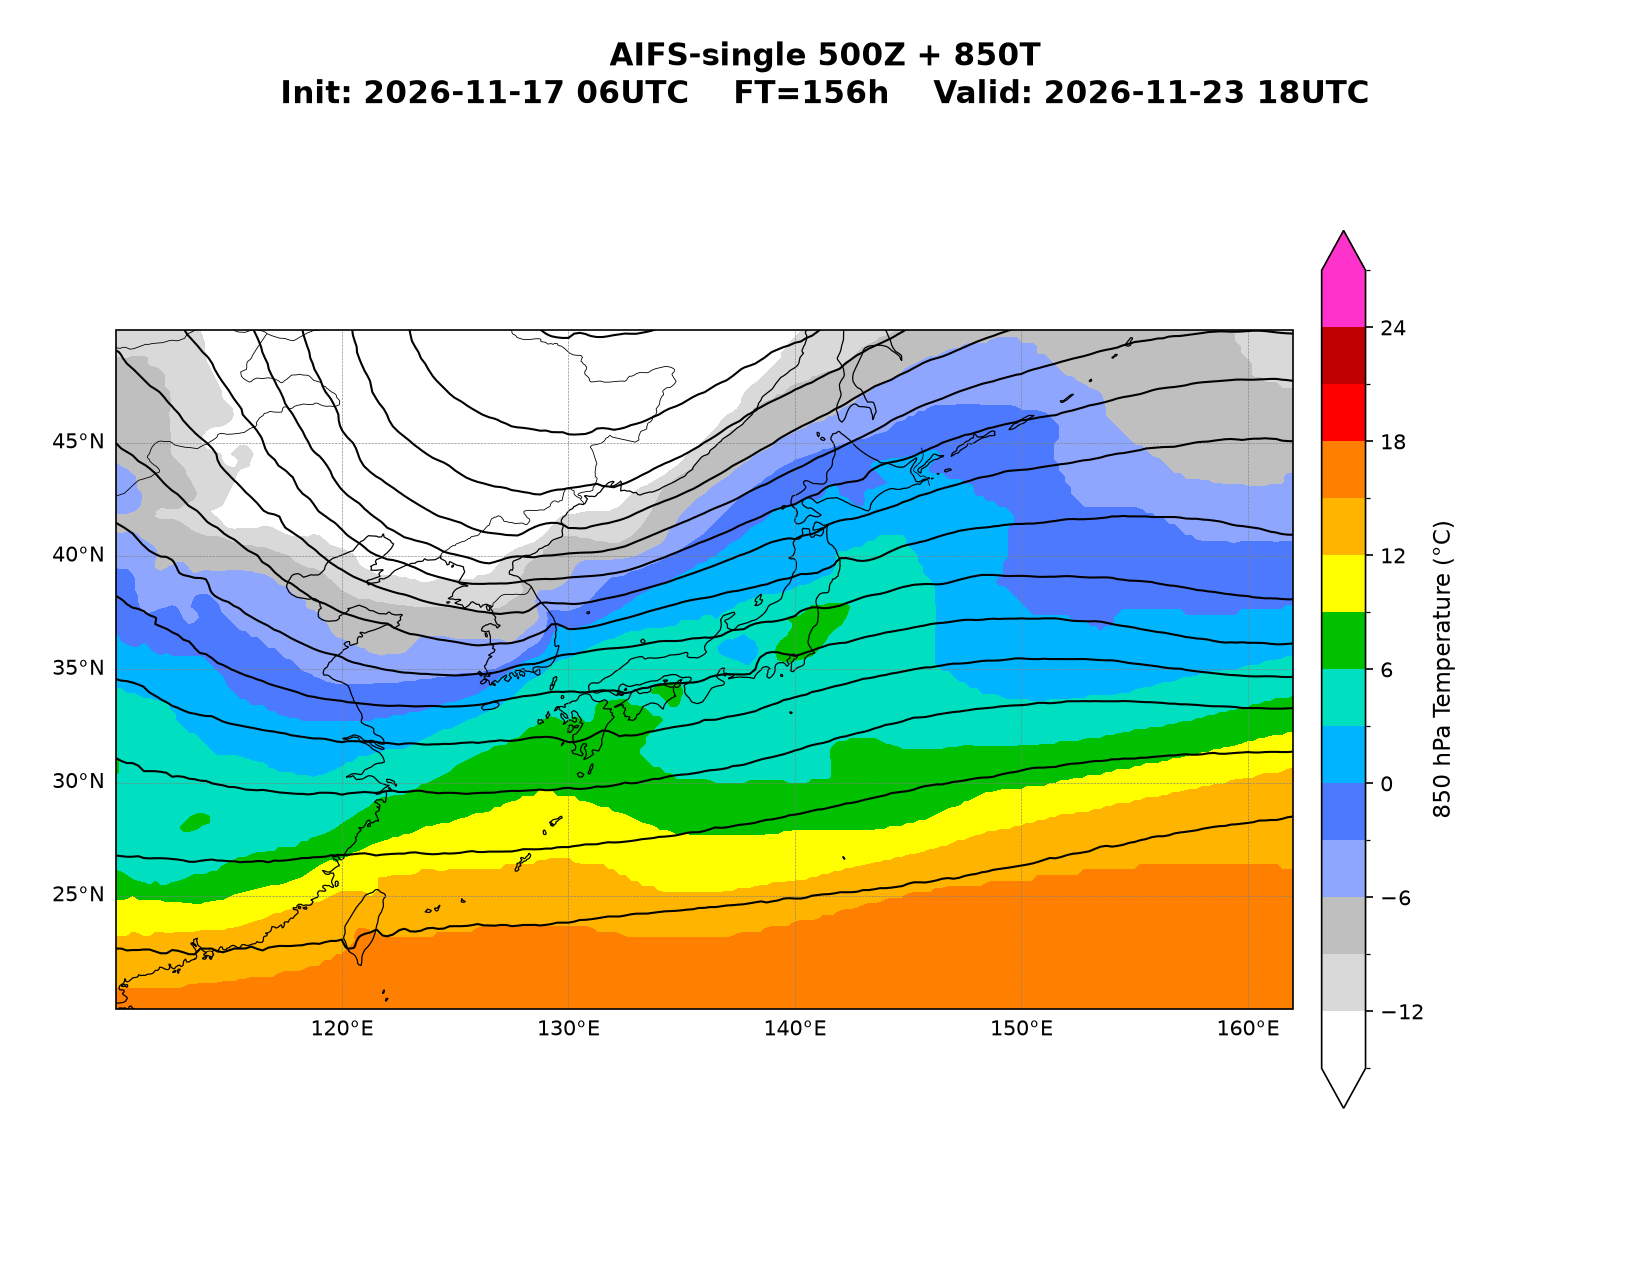 AIFS-single 500Z + 850T
Init: 2026-11-17 06UTC    FT=156h    Valid: 2026-11-23 18UTC
45°N
40°N
35°N
30°N
25°N
120°E
130°E
140°E
150°E
160°E
24
18
12
6
0
−6
−12
850 hPa Temperature (°C)